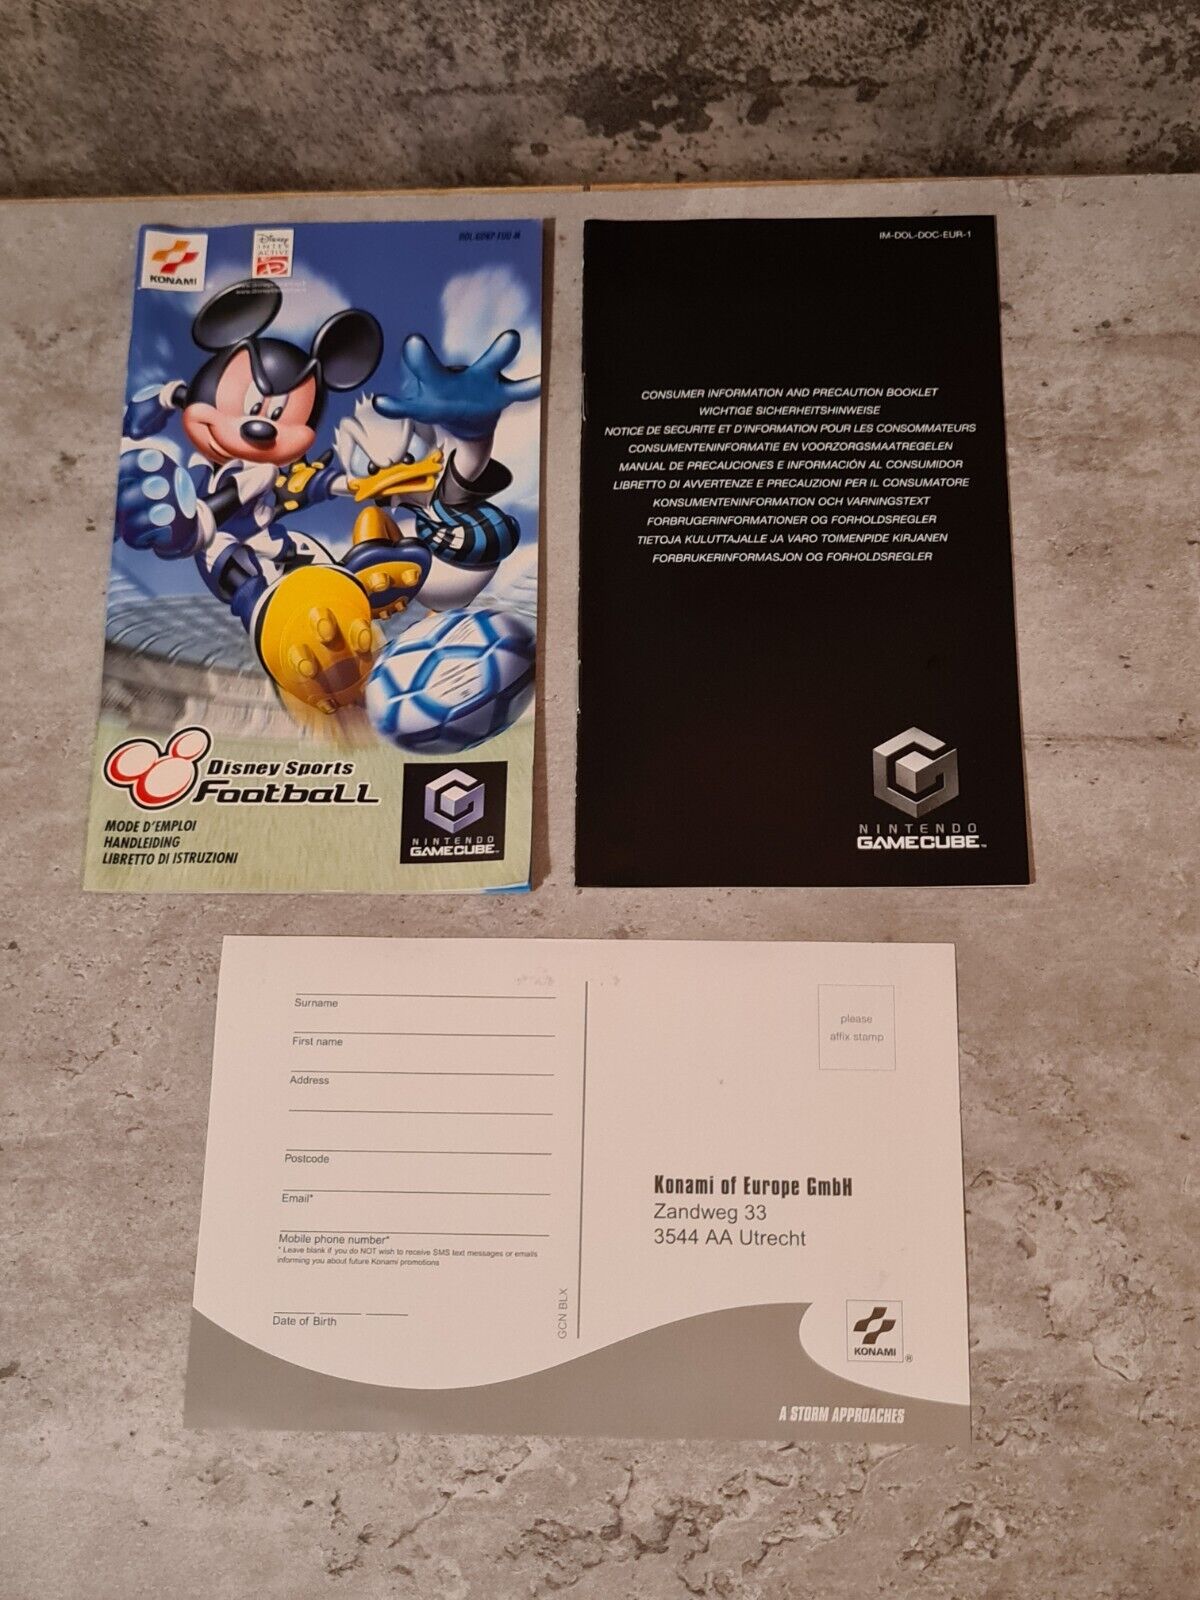 KONAMI
Disney
INTER
ACTIVE
Disney Sports
Football
MODE D'EMPLOI
HANDLEIDING
LIBRETTO DI ISTRUZIONI
NINTENDO
GAMECUBE™
IM-DOL-DOC-EUR-1
CONSUMER INFORMATION AND PRECAUTION BOOKLET
WICHTIGE SICHERHEITSHINWEISE
NOTICE DE SECURITE ET D'INFORMATION POUR LES CONSOMMATEURS
CONSUMENTENINFORMATIE EN VOORZORGSMAATREGELEN
MANUAL DE PRECAUCIONES E INFORMACIÓN AL CONSUMIDOR
LIBRETTO DI AVVERTENZE E PRECAUZIONI PER IL CONSUMATORE
KONSUMENTENINFORMATION OCH VARNINGSTEXT
FORBRUGERINFORMATIONER OG FORHOLDSREGLER
TIETOJA KULUTTAJALLE JA VARO TOIMENPIDE KIRJANEN
FORBRUKERINFORMASJON OG FORHOLDSREGLER
NINTENDO
GAMECUBE™
Surname
First name
Address
Postcode
Email*
Mobile phone number*
* Leave blank if you do NOT wish to receive SMS text messages or emails
informing you about future Konami promotions
Date of Birth
GCN BLX
please
affix stamp
Konami of Europe GmbH
Zandweg 33
3544 AA Utrecht
KONAMI
®
A STORM APPROACHES